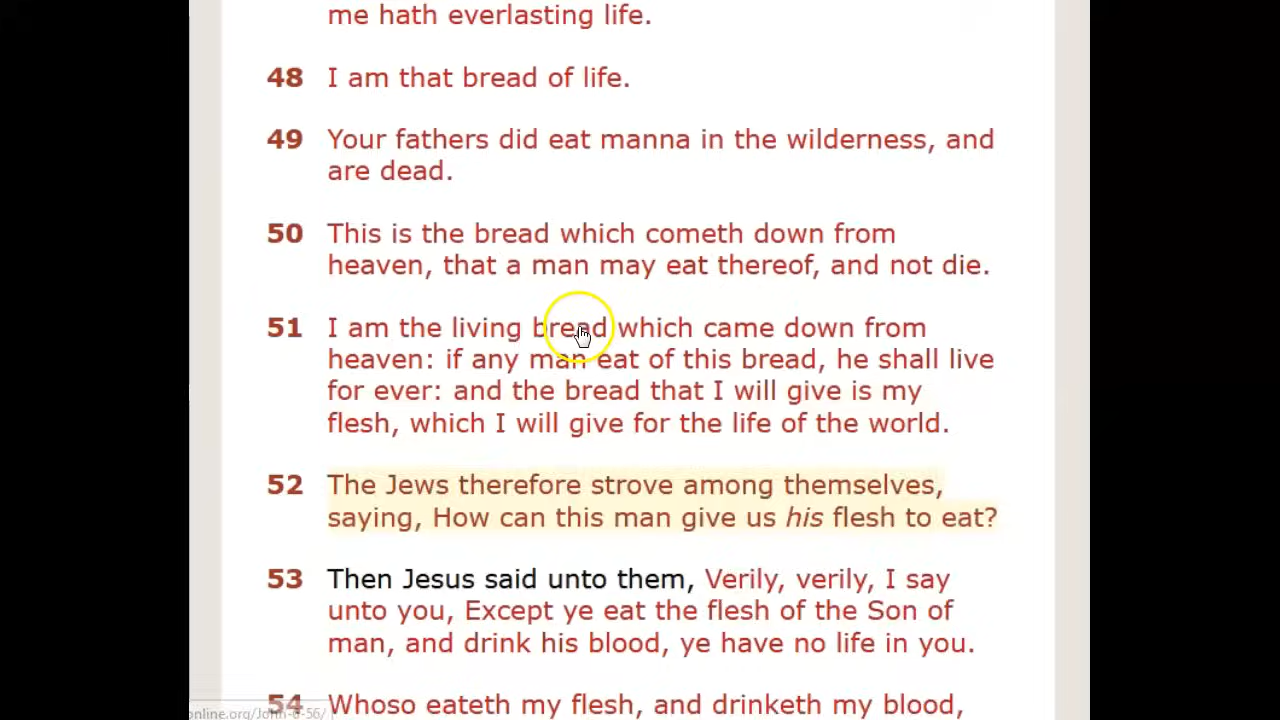 me hath everlasting life.
48 I am that bread of life.
49 Your fathers did eat manna in the wilderness, and
are dead.
50 This is the bread which cometh down from
heaven, that a man may eat thereof, and not die.
51 I am the living bread which came down from
heaven: if any man eat of this bread, he shall live
for ever: and the bread that I will give is my
flesh, which I will give for the life of the world.
52 The Jews therefore strove among themselves,
saying, How can this man give us his flesh to eat?
53 Then Jesus said unto them, Verily, verily, I say
unto you, Except ye eat the flesh of the Son of
man, and drink his blood, ye have no life in you.
54 Whoso eateth my flesh, and drinketh my blood,
online.org/John-6-56/